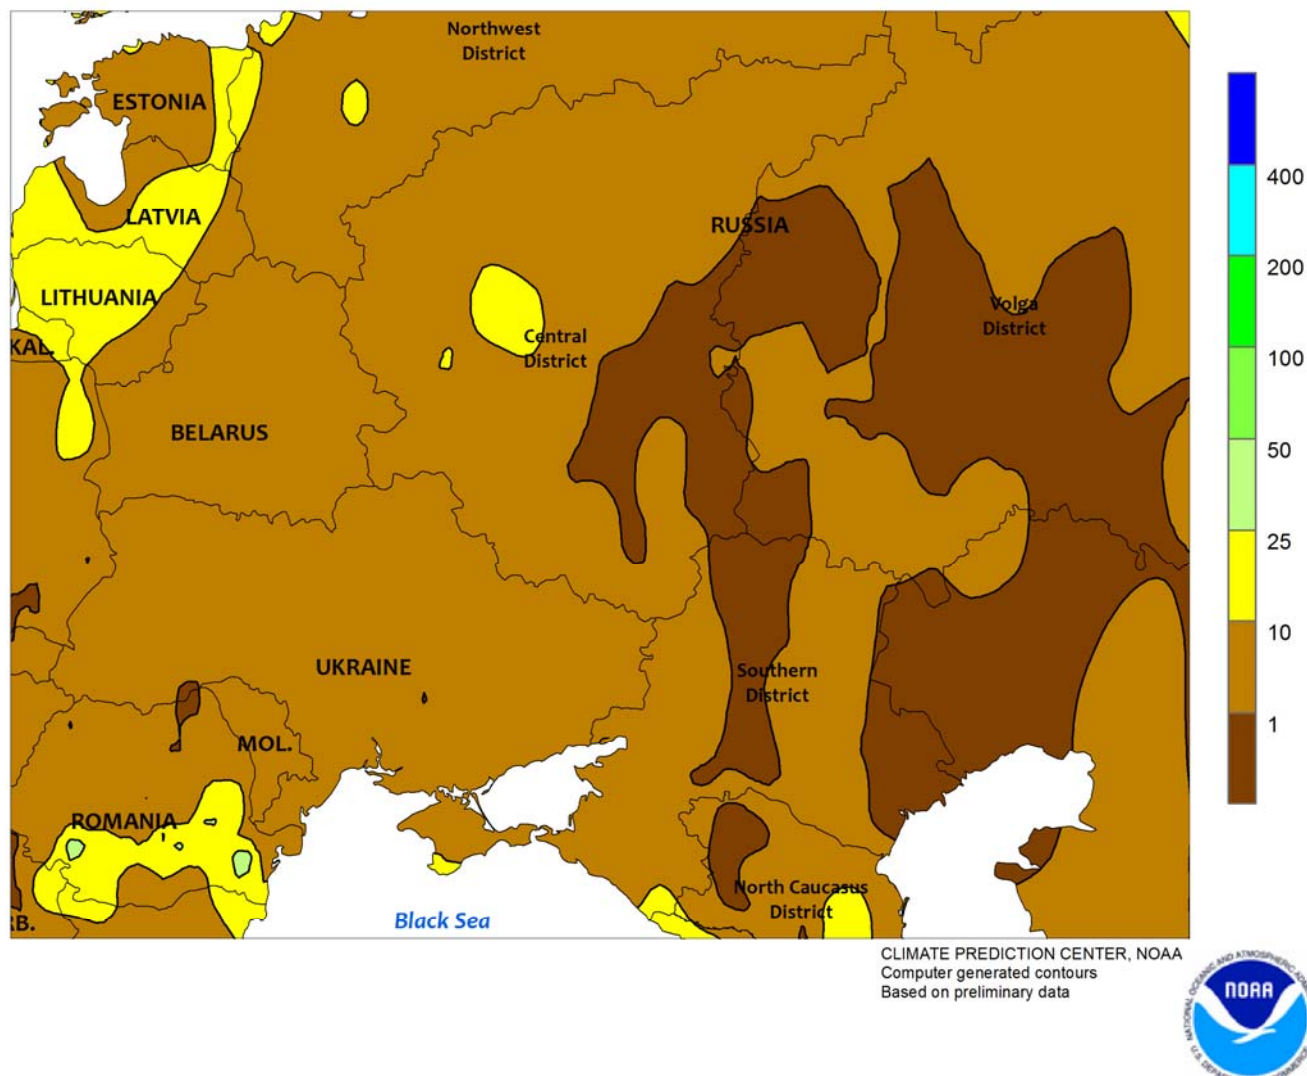 Northwest
District
ESTONIA
LATVIA
RUSSIA
LITHUANIA
KAL.
Volga
District
Central
District
BELARUS
UKRAINE
Southern
District
MOL.
ROMANIA
North Caucasus
District
RB.
Black Sea
400
200
100
50
25
10
1
CLIMATE PREDICTION CENTER, NOAA
Computer generated contours
Based on preliminary data
NOAA